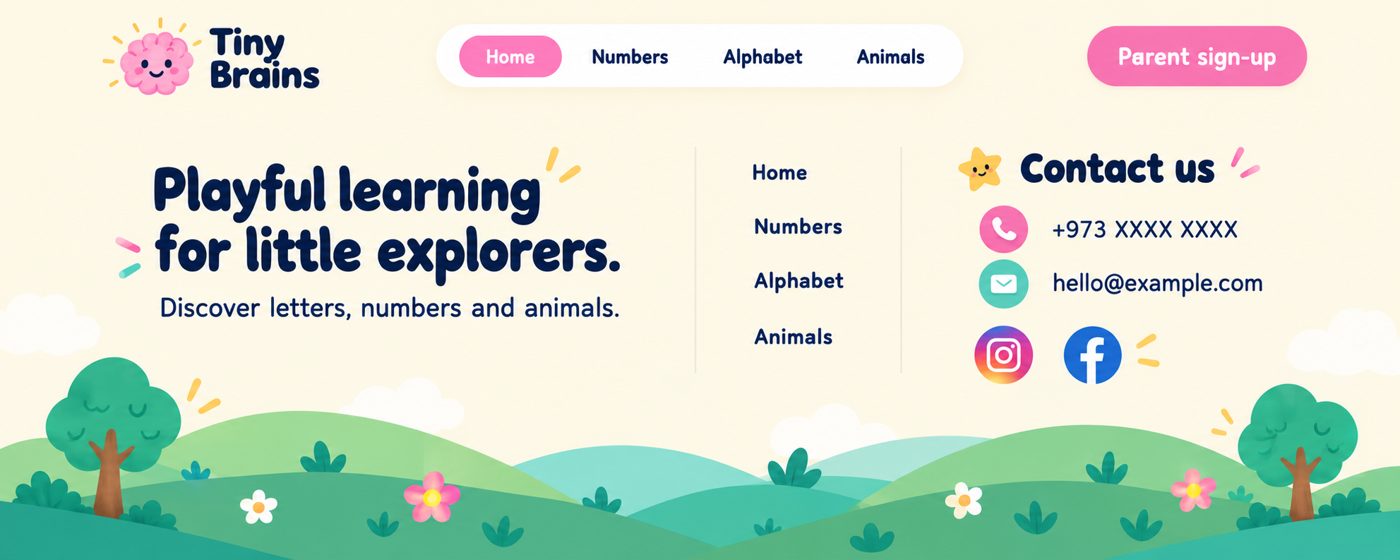 Tiny
Brains
Home
Numbers
Alphabet
Animals
Parent sign-up
Playful learning
for little explorers.
Discover letters, numbers and animals.
Home
Numbers
Alphabet
Animals
Contact us
+973 XXXX XXXX
hello@example.com